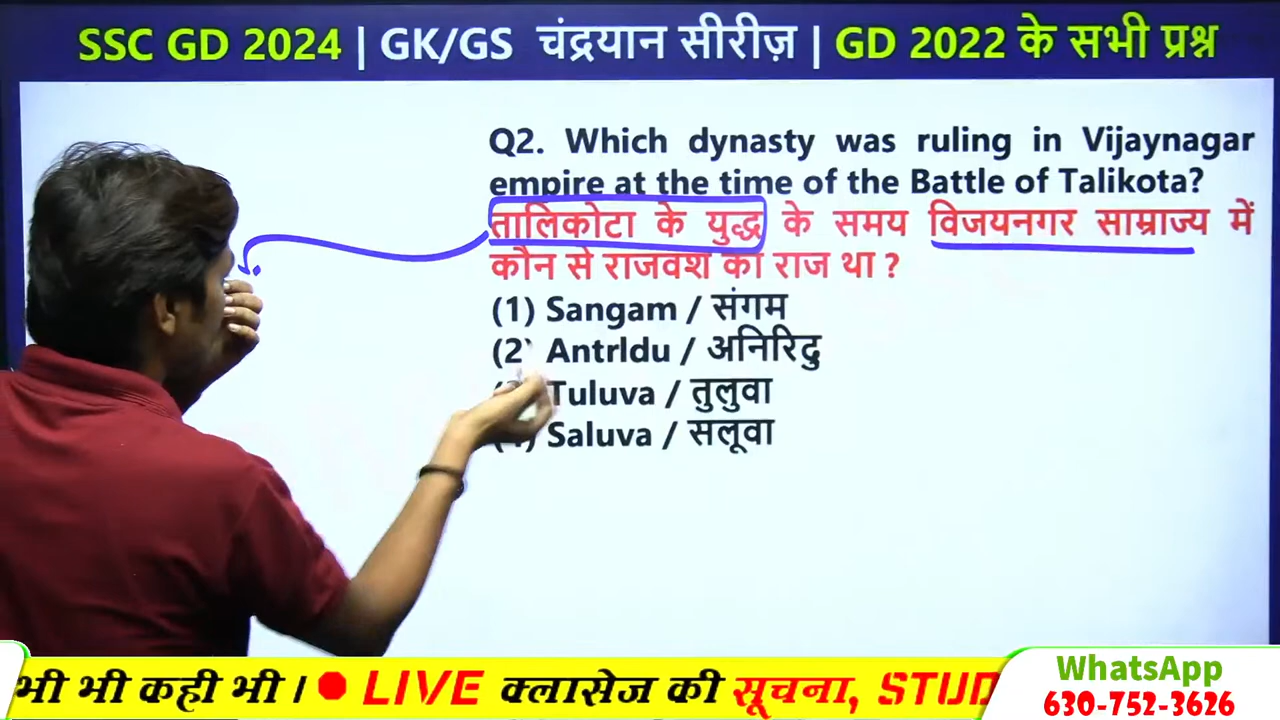 SSC GD 2024 | GK/GS चंद्रयान सीरीज़ | GD 2022 के सभी प्रश्न
Q2. Which dynasty was ruling in Vijaynagar
empire at the time of the Battle of Talikota?
तालिकोटा के युद्ध के समय विजयनगर साम्राज्य में
कौन से राजवंश का राज था ?
(1) Sangam / संगम
(2) Antrldu / अनिरिदु
Tuluva / तुलुवा
Saluva / सलूवा
भी भी कही भी । LIVE क्लासेज की सूचना,
WhatsApp
630-752-3626